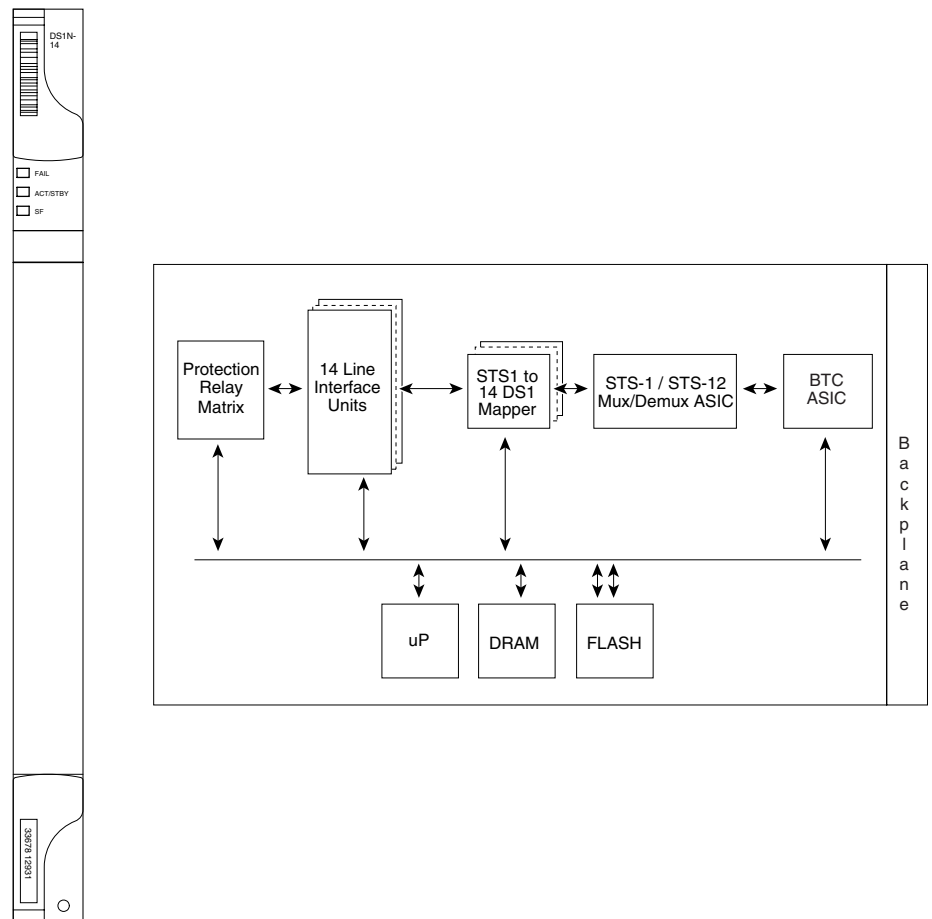 DS1N-
14
FAIL
ACT/STBY
SF
33678 12931
Protection
Relay
Matrix
14 Line
Interface
Units
STS1 to
14 DS1
Mapper
STS-1 / STS-12
Mux/Demux ASIC
BTC
ASIC
uP
DRAM
FLASH
Backplane